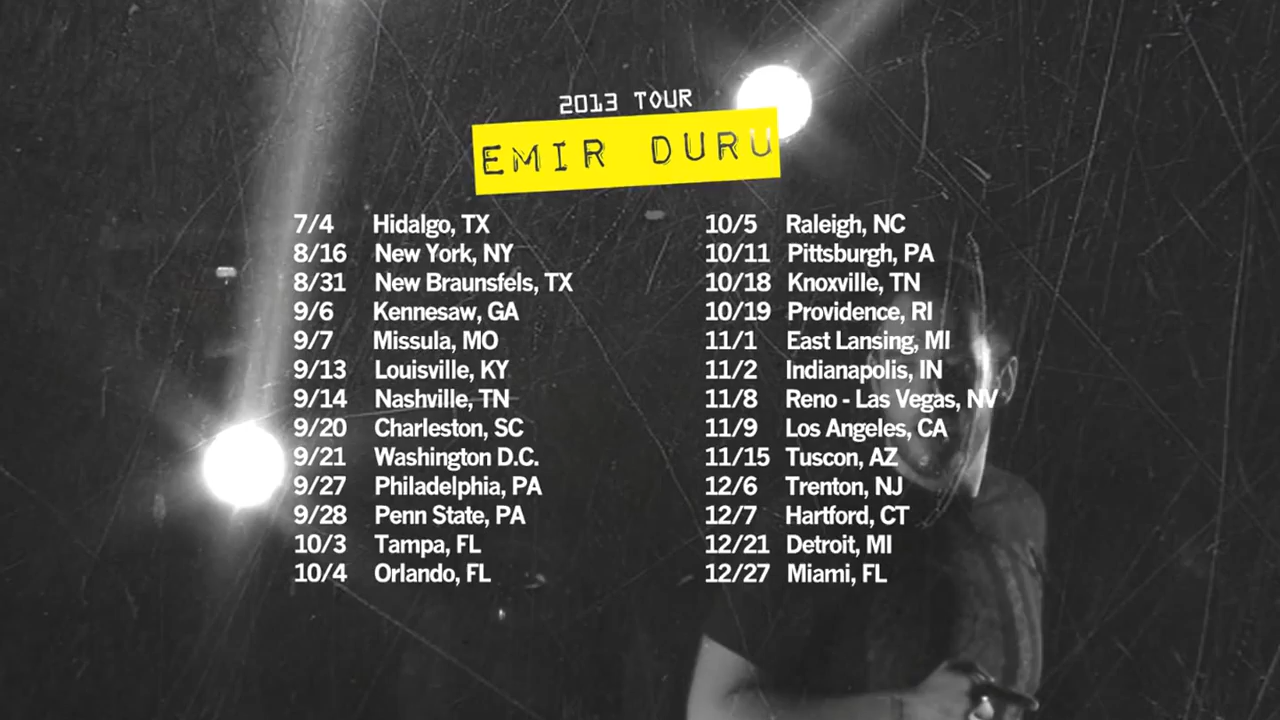 2013 TOUR
EMIR DURU
7/4 Hidalgo, TX
8/16 New York, NY
8/31 New Braunsfels, TX
9/6 Kennesaw, GA
9/7 Missula, MO
9/13 Louisville, KY
9/14 Nashville, TN
9/20 Charleston, SC
9/21 Washington D.C.
9/27 Philadelphia, PA
9/28 Penn State, PA
10/3 Tampa, FL
10/4 Orlando, FL
10/5 Raleigh, NC
10/11 Pittsburgh, PA
10/18 Knoxville, TN
10/19 Providence, RI
11/1 East Lansing, MI
11/2 Indianapolis, IN
11/8 Reno - Las Vegas, NV
11/9 Los Angeles, CA
11/15 Tuscon, AZ
12/6 Trenton, NJ
12/7 Hartford, CT
12/21 Detroit, MI
12/27 Miami, FL